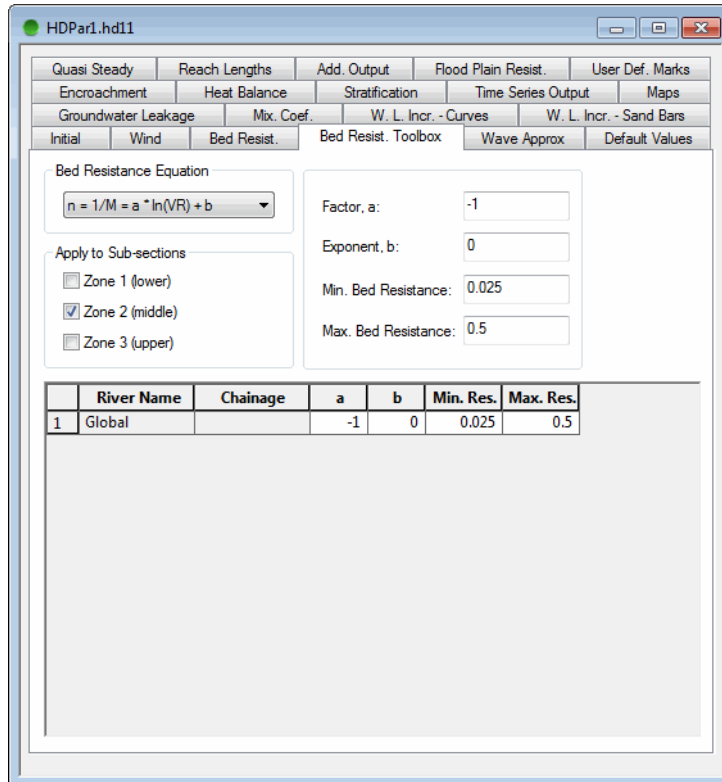 HDPar1.hd11
Quasi Steady Reach Lengths Add. Output Flood Plain Resist. User Def. Marks
Encroachment Heat Balance Stratification Time Series Output Maps
Groundwater Leakage Mix. Coef. W. L. Incr. - Curves W. L. Incr. - Sand Bars
Initial Wind Bed Resist. Bed Resist. Toolbox Wave Approx Default Values
Bed Resistance Equation
n = 1/M = a * ln(VR) + b
Apply to Sub-sections
Zone 1 (lower)
Zone 2 (middle)
Zone 3 (upper)
Factor, a: -1
Exponent, b: 0
Min. Bed Resistance: 0.025
Max. Bed Resistance: 0.5
River Name Chainage a b Min. Res. Max. Res.
1 Global -1 0 0.025 0.5